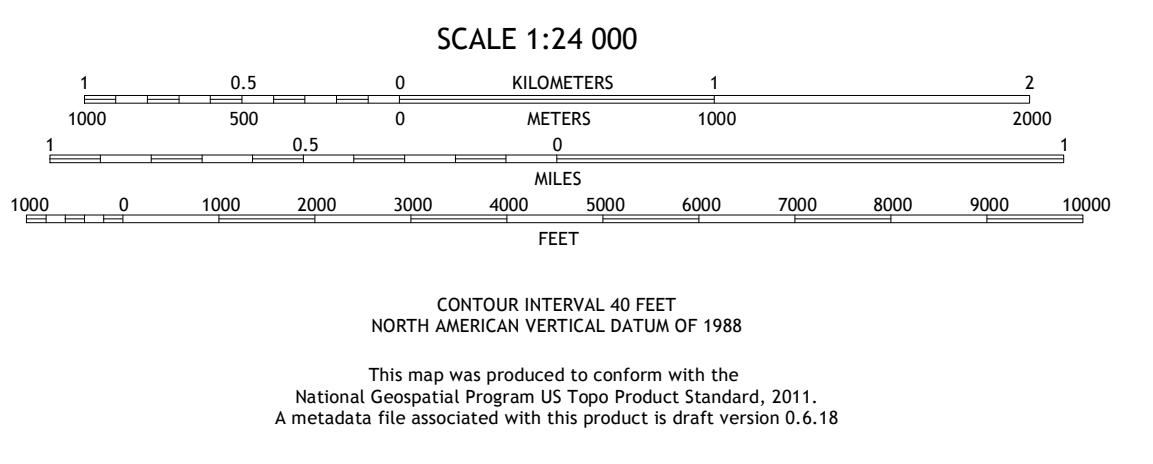 SCALE 1:24 000
1 0.5 0 KILOMETERS 1 2
1000 500 0 METERS 1000 2000
1 0.5 0 1
MILES
1000 0 1000 2000 3000 4000 5000 6000 7000 8000 9000 10000
FEET
CONTOUR INTERVAL 40 FEET
NORTH AMERICAN VERTICAL DATUM OF 1988
This map was produced to conform with the
National Geospatial Program US Topo Product Standard, 2011.
A metadata file associated with this product is draft version 0.6.18